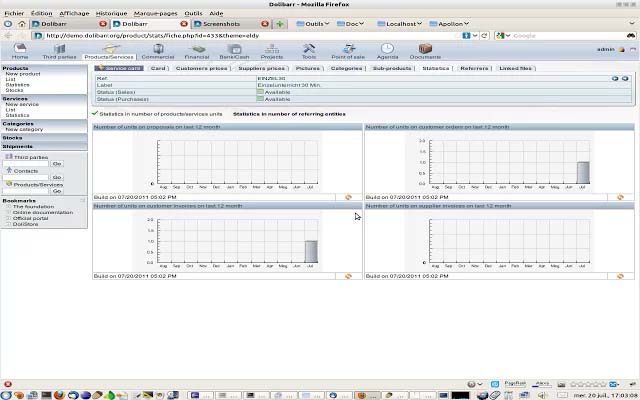 Dolibarr - Mozilla Firefox
Fichier Édition Affichage Historique Marque-pages Outils Aide
Dolibarr Dolibarr Screenshots Outils Doc Localhost Apollon
http://demo.dolibarr.org/product/stats/fiche.php?id=433&theme=eldy Google
Home Third parties Products/Services Commercial Financial Bank/Cash Projects Tools Point of sale Agenda Documents admin
Products
New product
List
Statistics
Stocks
Services
New service
List
Statistics
Categories
New category
Stocks
Shipments
Third parties
Go
Contacts
Go
Products/Services
Go
Bookmarks
The foundation
Online documentation
Official portal
DoliStore
Service card Card Customers prices Suppliers prices Pictures Categories Sub-products Statistics Referrers Linked files
Ref. EINZEL30
Label Einzelunterricht 30 Min.
Status (Sales) Available
Status (Purchases) Available
Statistics in number of products/services units Statistics in number of referring entities
Number of units on proposals on last 12 month
0
Aug Sep Oct Nov Dec Jan Feb Mar Apr May Jun Jul
Build on 07/20/2011 05:02 PM
Number of units on customer orders on last 12 month
2.0
1.5
1.0
0.5
0.0
Aug Sep Oct Nov Dec Jan Feb Mar Apr May Jun Jul
Build on 07/20/2011 05:02 PM
Number of units on customer invoices on last 12 month
2.0
1.5
1.0
0.5
0.0
Aug Sep Oct Nov Dec Jan Feb Mar Apr May Jun Jul
Build on 07/20/2011 05:02 PM
Number of units on supplier invoices on last 12 month
0
Aug Sep Oct Nov Dec Jan Feb Mar Apr May Jun Jul
Build on 07/20/2011 05:02 PM
PageRank Alexa
mer. 20 juil., 17:03:08